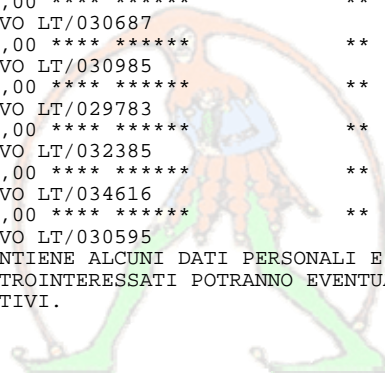 ,00 **** ****** **
VO LT/030687
,00 **** ****** **
VO LT/030985
,00 **** ****** **
VO LT/029783
,00 **** ****** **
VO LT/032385
,00 **** ****** **
VO LT/034616
,00 **** ****** **
VO LT/030595
NTIENE ALCUNI DATI PERSONALI E
TROINTERESSATI POTRANNO EVENTUA
TIVI.